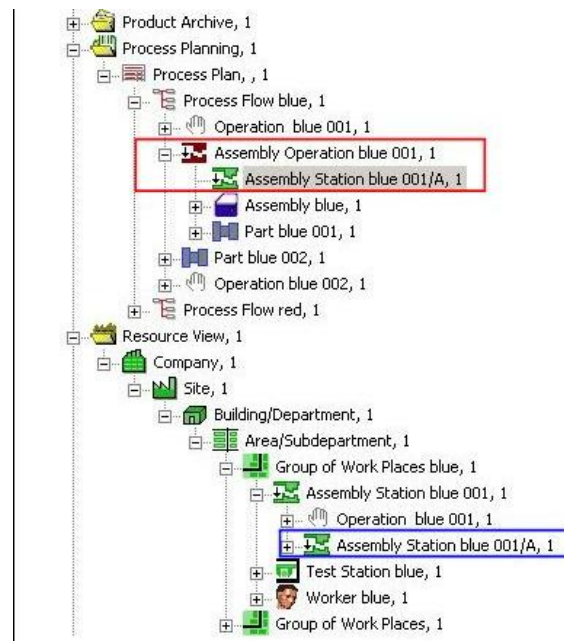 Product Archive, 1
Process Planning, 1
Process Plan, , 1
Process Flow blue, 1
Operation  blue 001, 1
Assembly Operation blue 001, 1
Assembly Station blue 001/A, 1
Assembly blue, 1
Part blue 001, 1
Part blue 002, 1
Operation blue 002, 1
Process Flow red, 1
Resource View, 1
Company, 1
Site, 1
Building/Department, 1
Area/Subdepartment, 1
Group of Work Places blue, 1
Assembly Station blue 001, 1
Operation  blue 001, 1
Assembly Station blue 001/A, 1
Test Station blue, 1
Worker blue, 1
Group of Work Places, 1